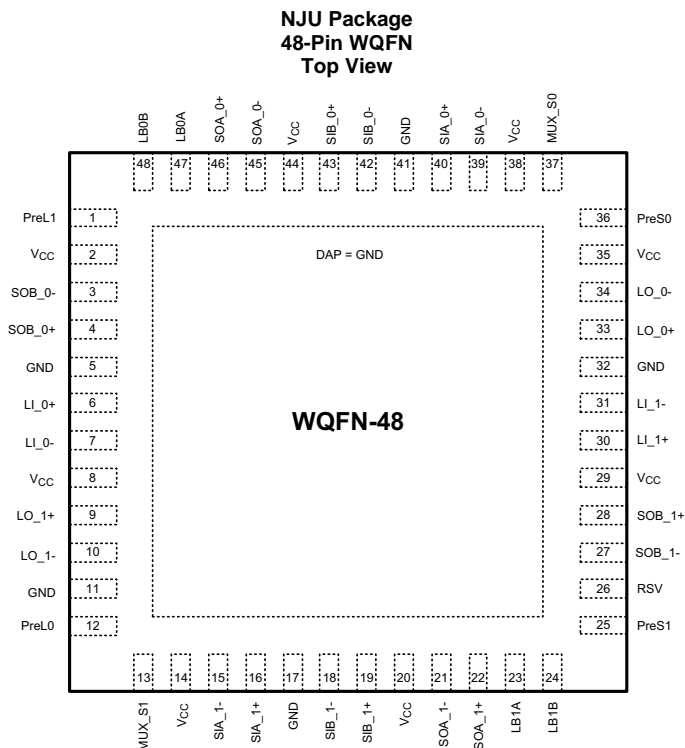 NJU Package
48-Pin WQFN
Top View
LB0B
LB0A
SOA_0+
SOA_0-
VCC
SIB_0+
SIB_0-
GND
SIA_0+
SIA_0-
VCC
MUX_S0
48 47 46 45 44 43 42 41 40 39 38 37
PreL1 1
VCC 2
SOB_0- 3
SOB_0+ 4
GND 5
LI_0+ 6
LI_0- 7
VCC 8
LO_1+ 9
LO_1- 10
GND 11
PreL0 12
DAP = GND
WQFN-48
36 PreS0
35 VCC
34 LO_0-
33 LO_0+
32 GND
31 LI_1-
30 LI_1+
29 VCC
28 SOB_1+
27 SOB_1-
26 RSV
25 PreS1
13 14 15 16 17 18 19 20 21 22 23 24
MUX_S1
VCC
SIA_1-
SIA_1+
GND
SIB_1-
SIB_1+
VCC
SOA_1-
SOA_1+
LB1A
LB1B